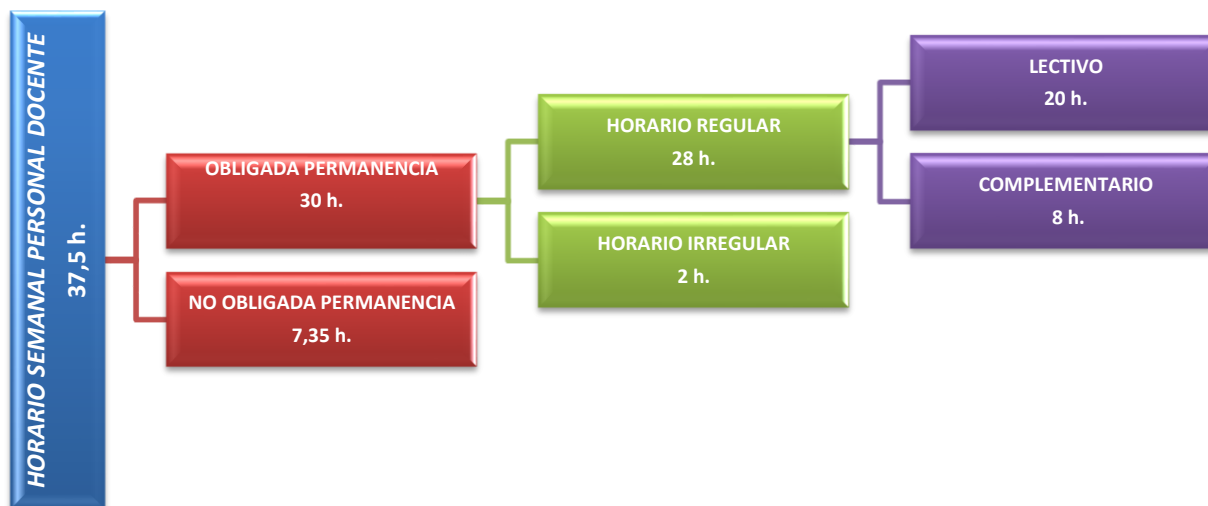 HORARIO SEMANAL PERSONAL DOCENTE
37,5 h.
OBLIGADA PERMANENCIA
30 h.
NO OBLIGADA PERMANENCIA
7,35 h.
HORARIO REGULAR
28 h.
HORARIO IRREGULAR
2 h.
LECTIVO
20 h.
COMPLEMENTARIO
8 h.